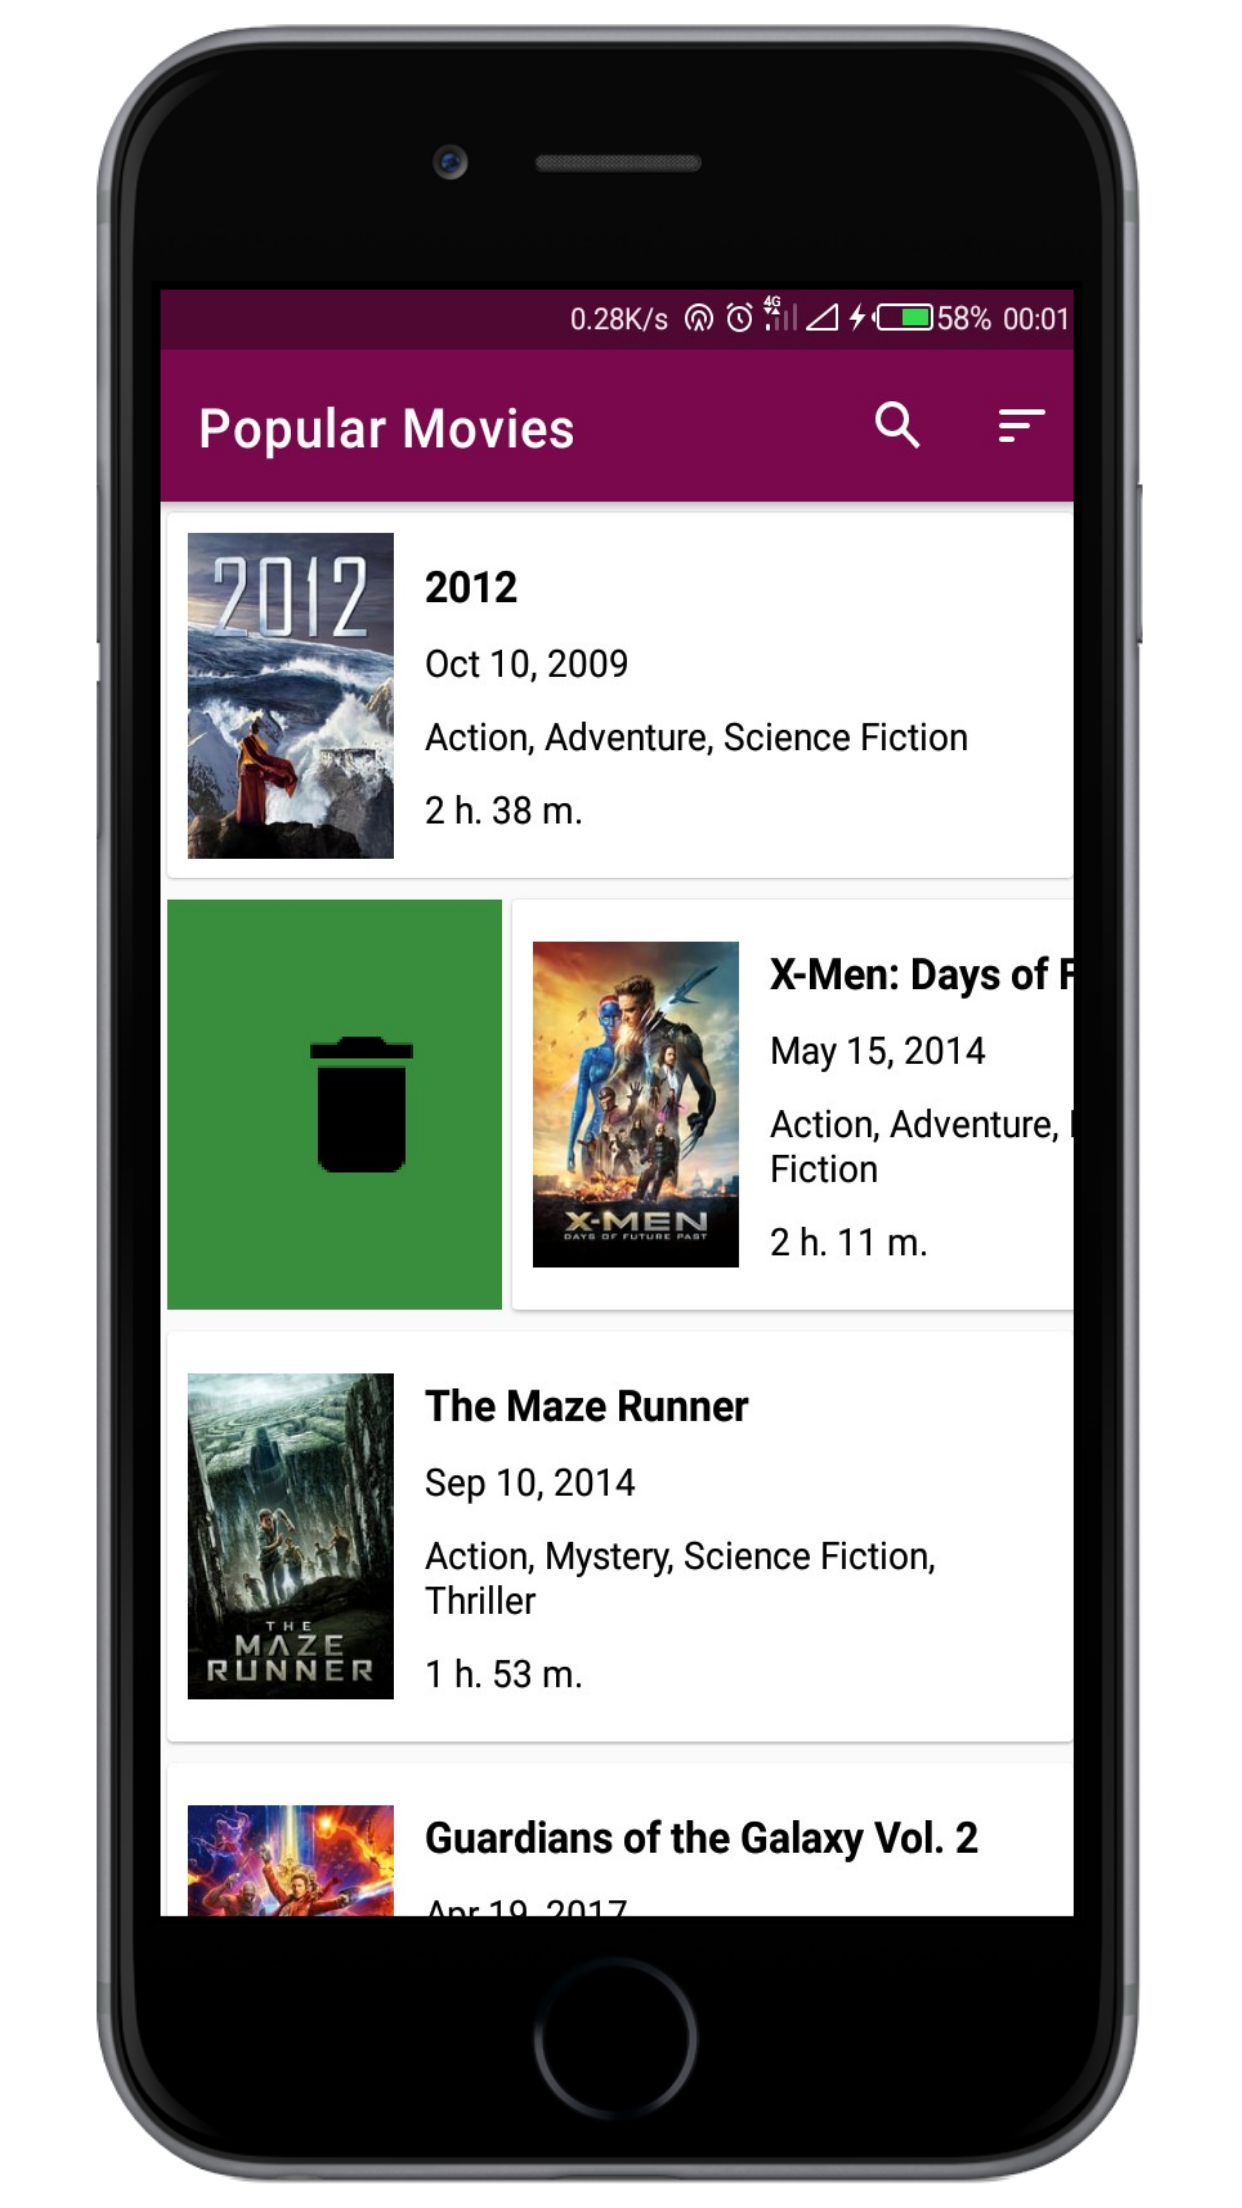 0.28K/s 4G 58% 00:01
Popular Movies
2012
2012
Oct 10, 2009
Action, Adventure, Science Fiction
2 h. 38 m.
X-Men: Days of
May 15, 2014
Action, Adventure,
Fiction
2 h. 11 m.
X-MEN
DAYS OF FUTURE PAST
The Maze Runner
Sep 10, 2014
Action, Mystery, Science Fiction,
Thriller
1 h. 53 m.
THE
MAZE
RUNNER
Guardians of the Galaxy Vol. 2
Apr 19, 2017